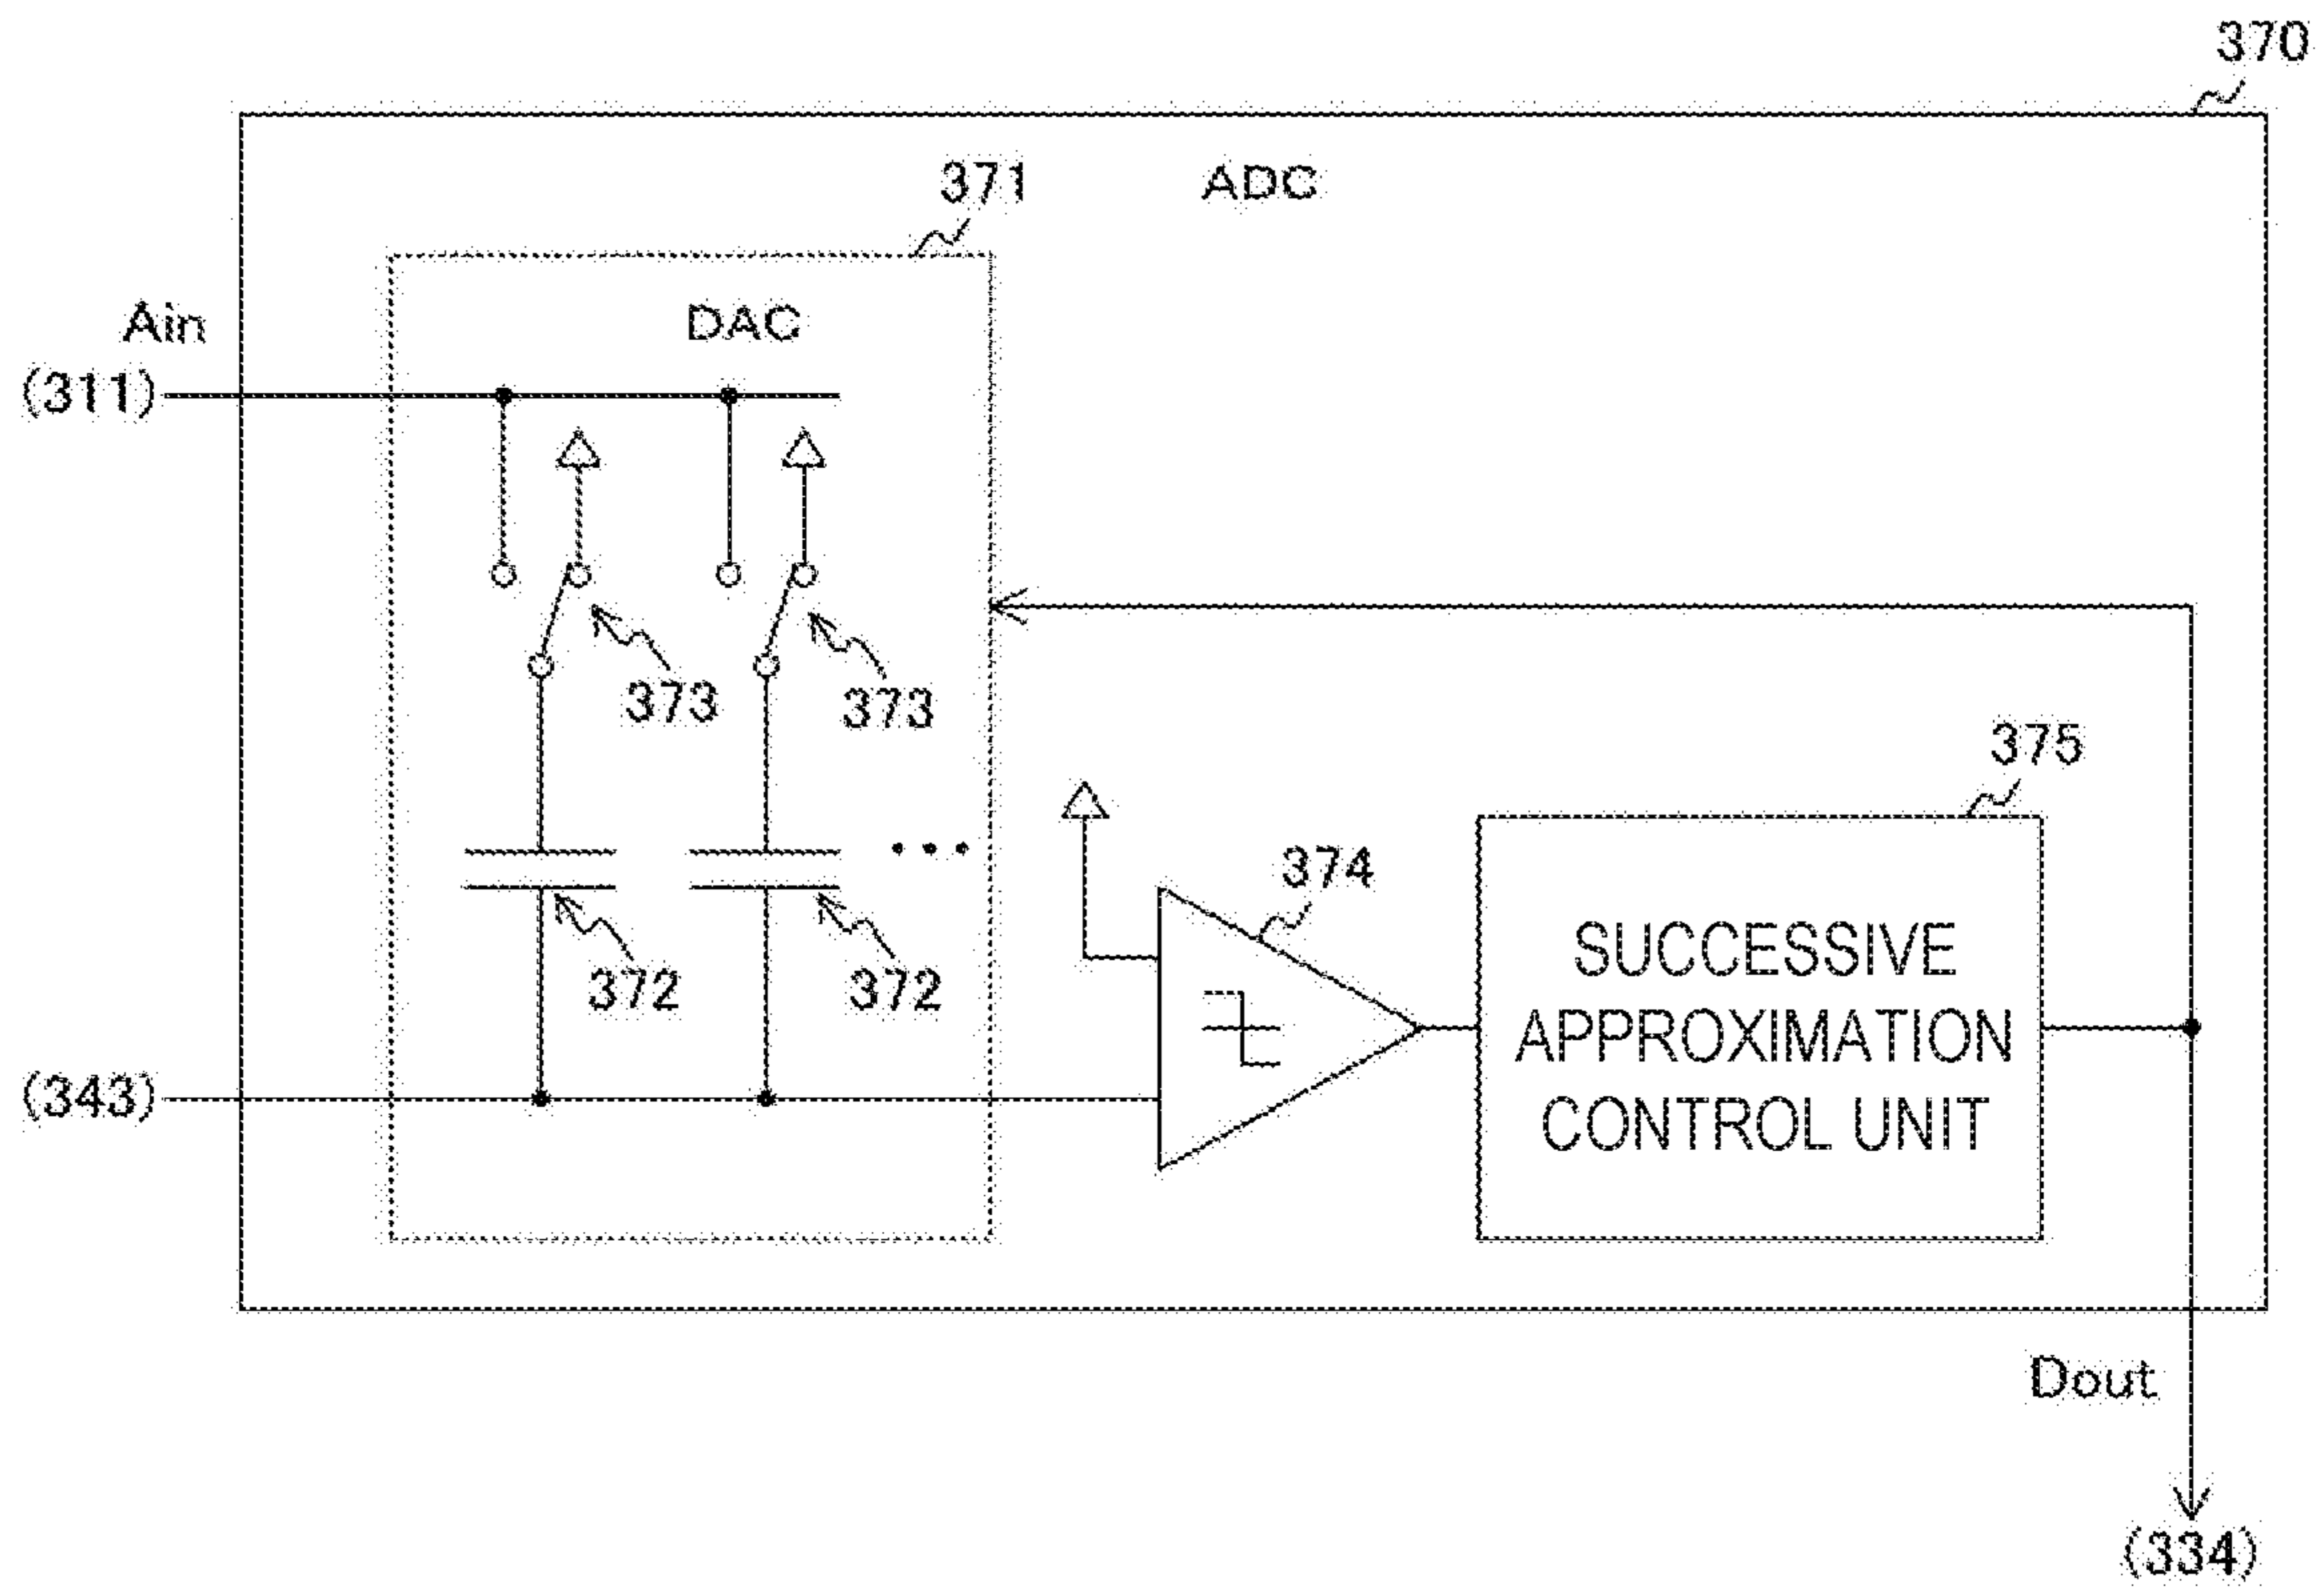 370
371
ADC
Ain
DAC
(311)
373
373
375
374
372
372
SUCCESSIVE
APPROXIMATION
CONTROL UNIT
(343)
Dout
(334)